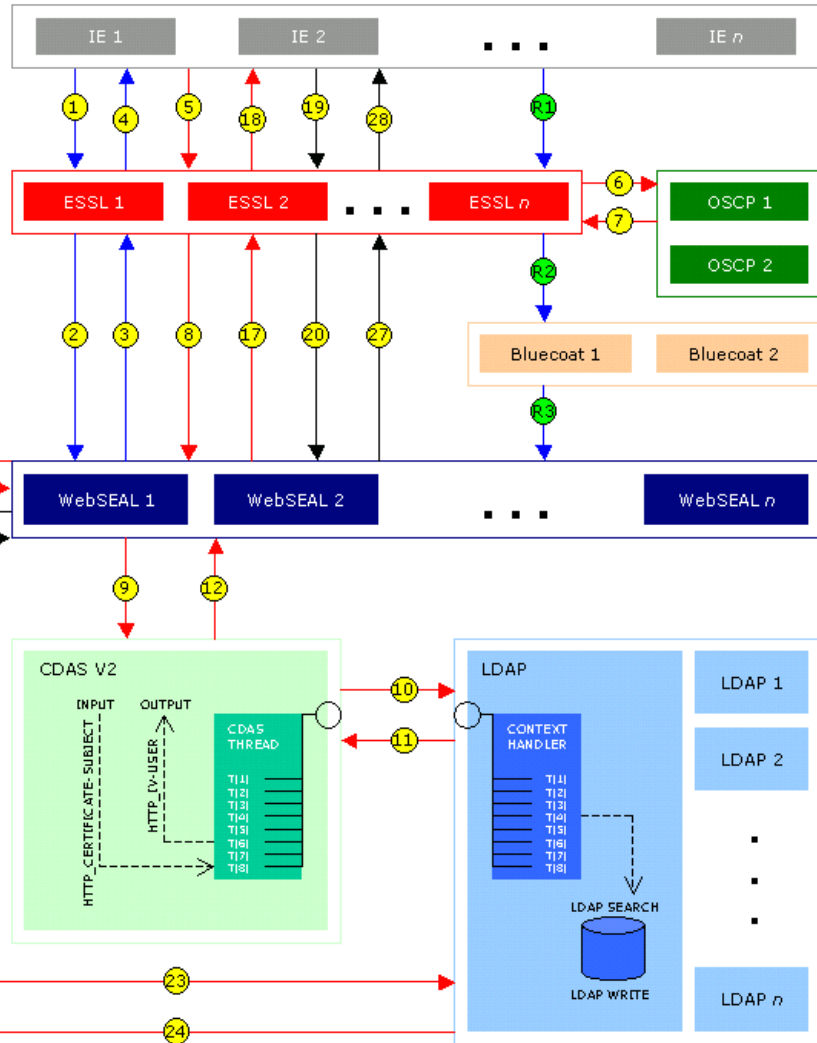 IE 1
IE 2
IE n
1
4
5
18
19
28
R1
ESSL 1
ESSL 2
ESSL n
6
7
OSCP 1
OSCP 2
R2
2
3
8
17
20
27
Bluecoat 1
Bluecoat 2
R3
WebSEAL 1
WebSEAL 2
WebSEAL n
9
12
CDAS V2
INPUT
OUTPUT
HTTP_CERTIFICATE-SUBJECT
HTTP_IV-USER
CDAS
THREAD
T[1]
T[2]
T[3]
T[4]
T[5]
T[6]
T[7]
T[8]
10
11
LDAP
CONTEXT
HANDLER
T[1]
T[2]
T[3]
T[4]
T[5]
T[6]
T[7]
T[8]
LDAP SEARCH
LDAP WRITE
LDAP 1
LDAP 2
LDAP n
23
24